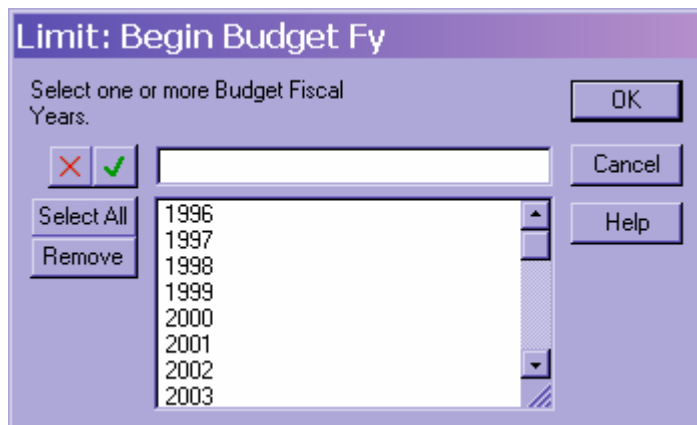 Limit: Begin Budget Fy
Select one or more Budget Fiscal
Years.
OK
Cancel
Select All
Remove
Help
1996
1997
1998
1999
2000
2001
2002
2003